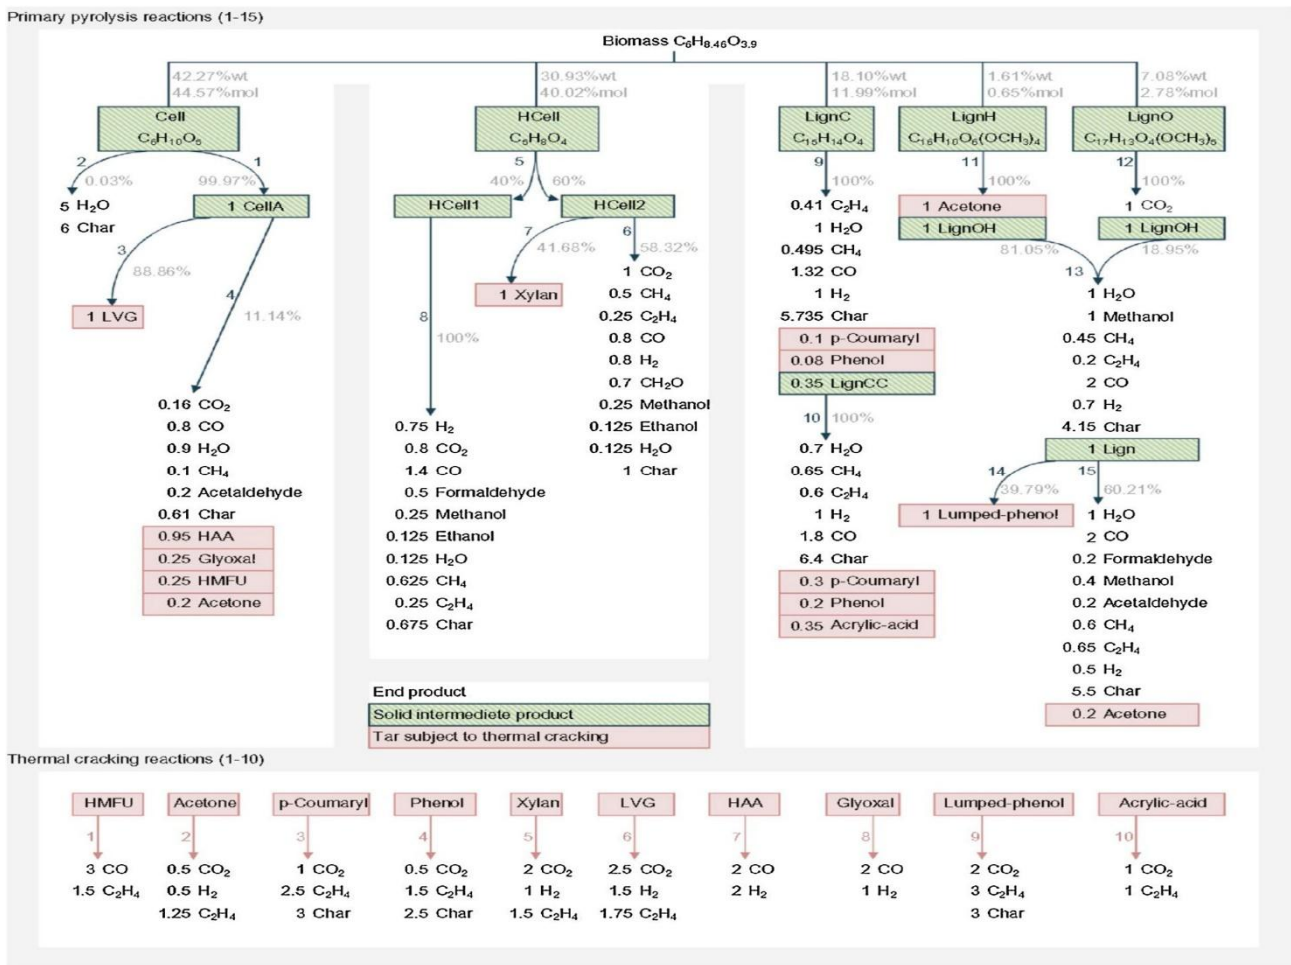 Primary pyrolysis reactions (1-15)
Biomass C₆H₈.₄₆O₃.₉
42.27%wt
44.57%mol
Cell
C₆H₁₀O₅
2
1
0.03%
99.97%
5 H₂O
6 Char
1 CellA
3
88.86%
4
11.14%
1 LVG
0.16 CO₂
0.8 CO
0.9 H₂O
0.1 CH₄
0.2 Acetaldehyde
0.61 Char
0.95 HAA
0.25 Glyoxal
0.25 HMFU
0.2 Acetone
30.93%wt
40.02%mol
HCell
C₅H₈O₄
5
40%
60%
HCell1
HCell2
7
41.68%
6
58.32%
1 Xylan
8
100%
1 CO₂
0.5 CH₄
0.25 C₂H₄
0.8 CO
0.8 H₂
0.7 CH₂O
0.25 Methanol
0.125 Ethanol
0.125 H₂O
1 Char
0.75 H₂
0.8 CO₂
1.4 CO
0.5 Formaldehyde
0.25 Methanol
0.125 Ethanol
0.125 H₂O
0.625 CH₄
0.25 C₂H₄
0.675 Char
18.10%wt
11.99%mol
LignC
C₁₅H₁₄O₄
9
100%
0.41 C₂H₄
1 H₂O
0.495 CH₄
1.32 CO
1 H₂
5.735 Char
0.1 p-Coumaryl
0.08 Phenol
0.35 LignCC
10
100%
0.7 H₂O
0.65 CH₄
0.6 C₂H₄
1 H₂
1.8 CO
6.4 Char
0.3 p-Coumaryl
0.2 Phenol
0.35 Acrylic-acid
1.61%wt
0.65%mol
LignH
C₁₈H₁₀O₆(OCH₃)₄
11
100%
1 Acetone
1 LignOH
81.05%
7.08%wt
2.78%mol
LignO
C₁₇H₁₃O₄(OCH₃)₅
12
100%
1 CO₂
1 LignOH
18.95%
13
1 H₂O
1 Methanol
0.45 CH₄
0.2 C₂H₄
2 CO
0.7 H₂
4.15 Char
1 Lign
14
39.79%
15
60.21%
1 Lumped-phenol
1 H₂O
2 CO
0.2 Formaldehyde
0.4 Methanol
0.2 Acetaldehyde
0.6 CH₄
0.65 C₂H₄
0.5 H₂
5.5 Char
0.2 Acetone
End product
Solid intermediete product
Tar subject to thermal cracking
Thermal cracking reactions (1-10)
HMFU
1
3 CO
1.5 C₂H₄
Acetone
2
0.5 CO₂
0.5 H₂
1.25 C₂H₄
p-Coumaryl
3
1 CO₂
2.5 C₂H₄
3 Char
Phenol
4
0.5 CO₂
1.5 C₂H₄
2.5 Char
Xylan
5
2 CO₂
1 H₂
1.5 C₂H₄
LVG
6
2.5 CO₂
1.5 H₂
1.75 C₂H₄
HAA
7
2 CO
2 H₂
Glyoxal
8
2 CO
1 H₂
Lumped-phenol
9
2 CO₂
3 C₂H₄
3 Char
Acrylic-acid
10
1 CO₂
1 C₂H₄